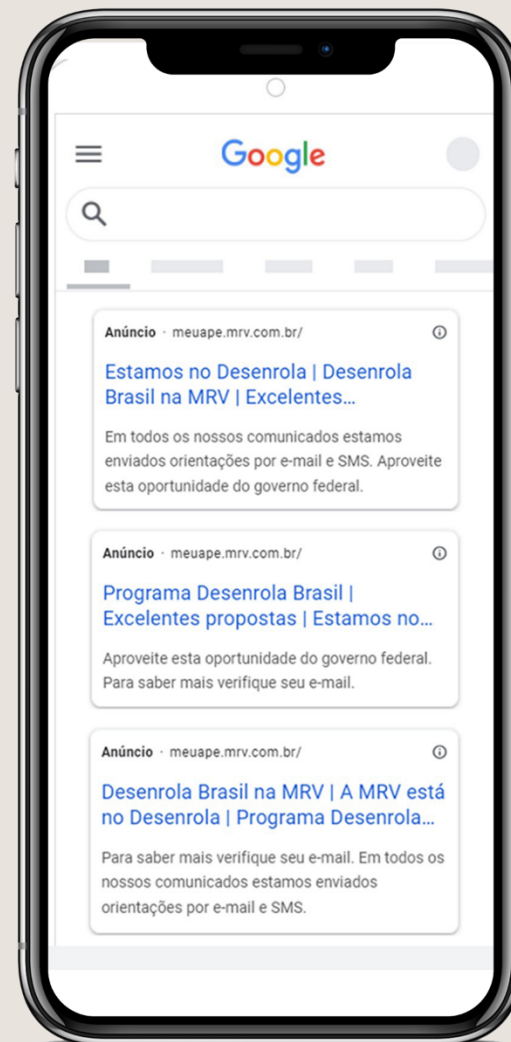 Google
Anúncio · meuape.mrv.com.br/
Estamos no Desenrola | Desenrola
Brasil na MRV | Excelentes...
Em todos os nossos comunicados estamos
enviados orientações por e-mail e SMS. Aproveite
esta oportunidade do governo federal.
Anúncio · meuape.mrv.com.br/
Programa Desenrola Brasil |
Excelentes propostas | Estamos no...
Aproveite esta oportunidade do governo federal.
Para saber mais verifique seu e-mail.
Anúncio · meuape.mrv.com.br/
Desenrola Brasil na MRV | A MRV está
no Desenrola | Programa Desenrola...
Para saber mais verifique seu e-mail. Em todos os
nossos comunicados estamos enviados
orientações por e-mail e SMS.